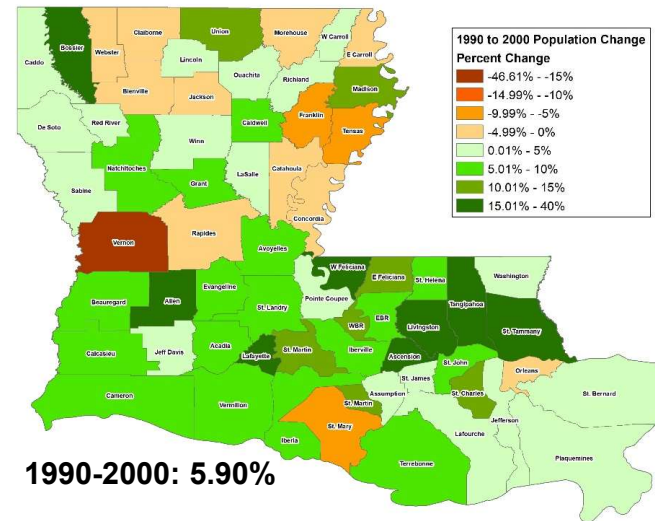 1990 to 2000 Population Change
Percent Change
-46.61% - -15%
-14.99% - -10%
-9.99% - -5%
-4.99% - 0%
0.01% - 5%
5.01% - 10%
10.01% - 15%
15.01% - 40%
Caddo
Bossier
Webster
Claiborne
Union
Morehouse
W Carroll
E Carroll
Lincoln
Ouachita
Richland
Madison
Bienville
Jackson
Franklin
Tensas
De Soto
Red River
Winn
Caldwell
Natchitoches
Sabine
Grant
LaSalle
Catahoula
Concordia
Vernon
Rapides
Avoyelles
Beauregard
Allen
Evangeline
St. Landry
Pointe Coupee
W Feliciana
E Feliciana
St. Helena
Tangipahoa
Washington
St. Tammany
Livingston
WBR
EBR
Calcasieu
Jeff Davis
Acadia
Lafayette
St. Martin
Iberville
Ascension
St. John
St. James
St. Charles
Orleans
St. Bernard
Cameron
Vermilion
Iberia
St. Martin
St. Mary
Assumption
Lafourche
Jefferson
Plaquemines
Terrebonne
1990-2000: 5.90%